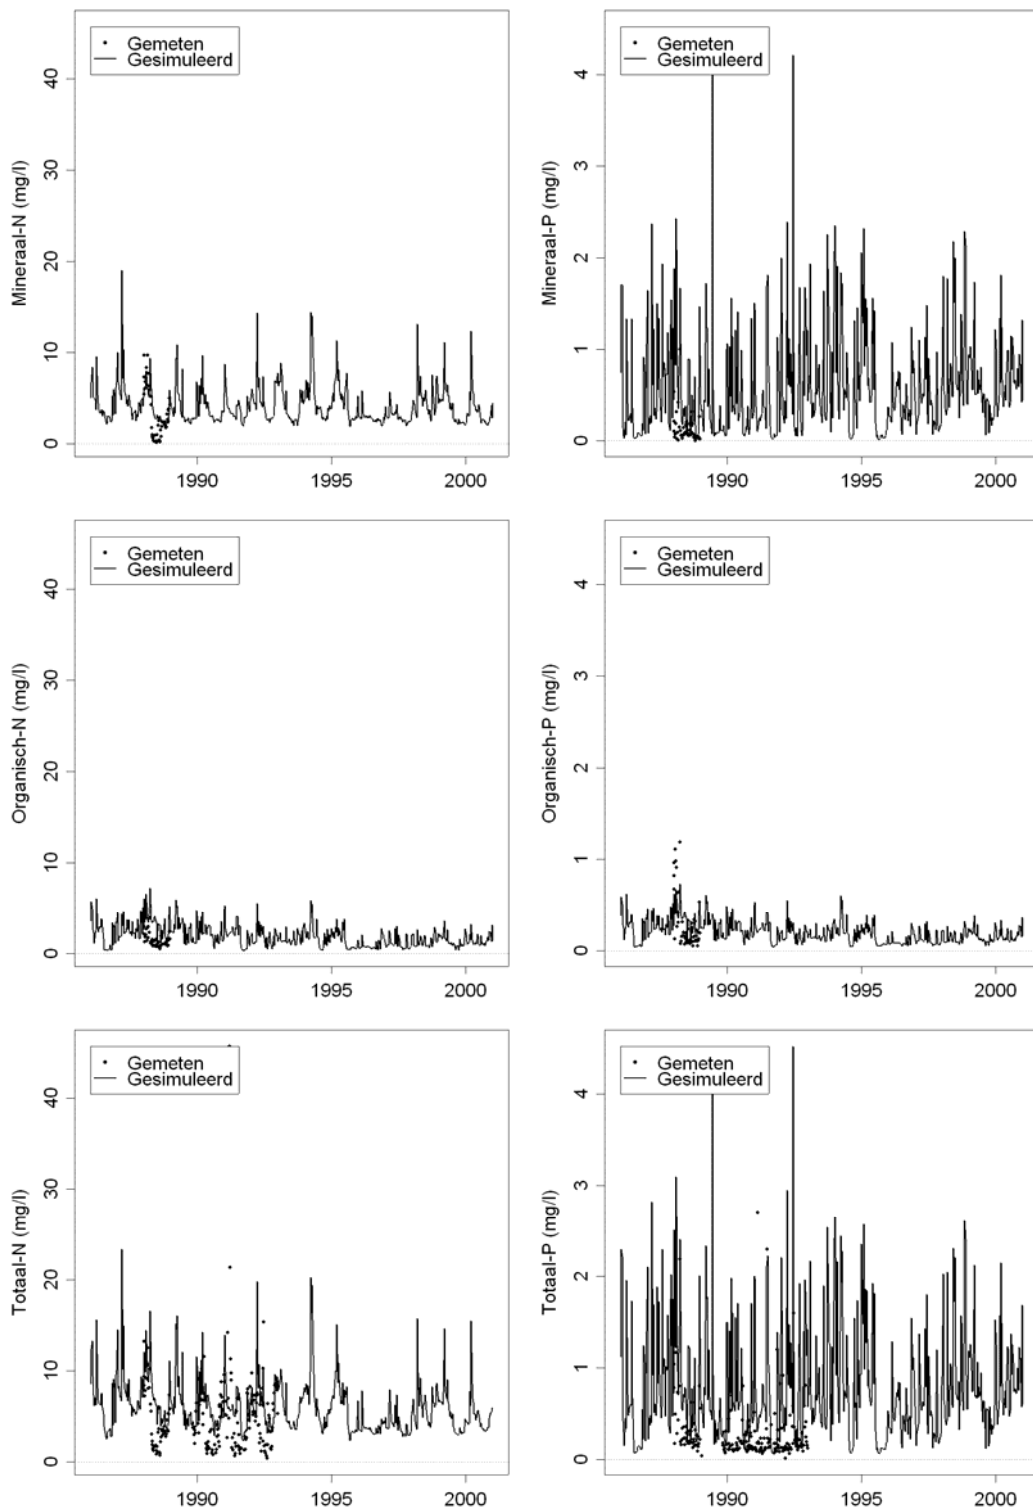 Mineraal-N (mg/l)
40
30
20
10
0
Gemeten
Gesimuleerd
1990 1995 2000
Mineraal-P (mg/l)
4
3
2
1
0
Gemeten
Gesimuleerd
1990 1995 2000
Organisch-N (mg/l)
40
30
20
10
0
Gemeten
Gesimuleerd
1990 1995 2000
Organisch-P (mg/l)
4
3
2
1
0
Gemeten
Gesimuleerd
1990 1995 2000
Totaal-N (mg/l)
40
30
20
10
0
Gemeten
Gesimuleerd
1990 1995 2000
Totaal-P (mg/l)
4
3
2
1
0
Gemeten
Gesimuleerd
1990 1995 2000